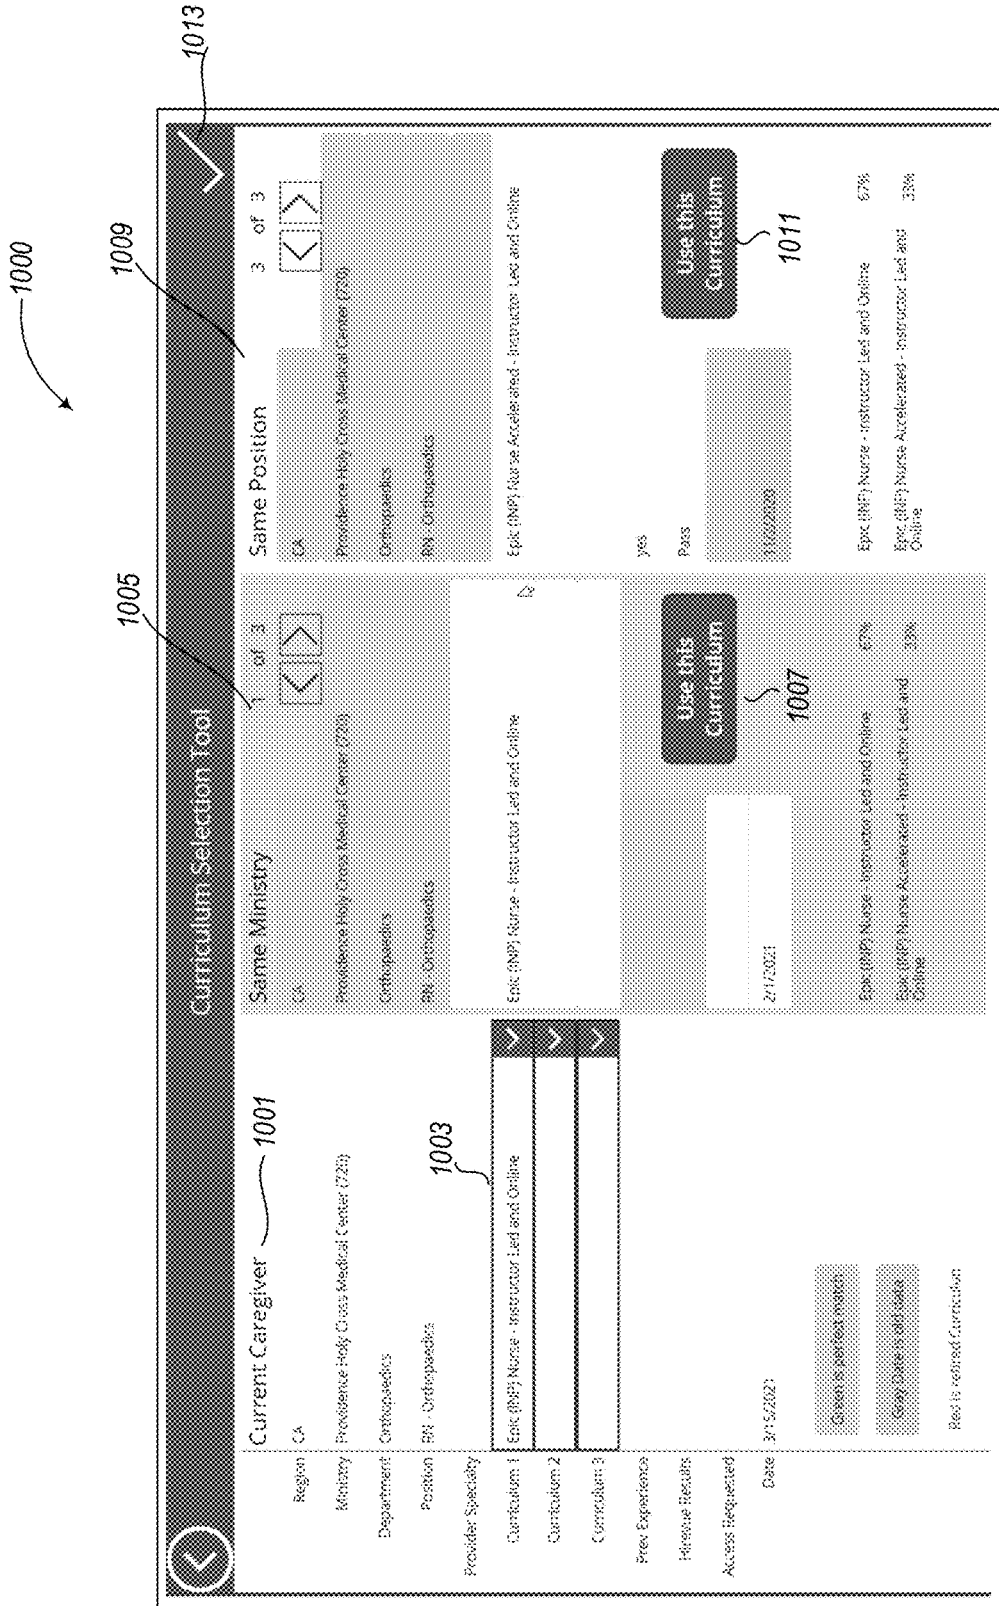 1000
1013
Curriculum Selection Tool
Current Caregiver
1001
Region CA
Ministry Providence Holy Cross Medical Center (720)
Department Orthopaedics
Position RN - Orthopaedics
Provider Specialty
1003
Curriculum 1 Epic (INP) Nurse - Instructor Led and Online
Curriculum 2
Curriculum 3
Prev Experience
Hirevue Results
Access Requested
Date 3/15/2021
Green is perfect match
Gray Date is old data
Red is retired Curriculum
1005
Same Ministry 1 of 3
CA
Providence Holy Cross Medical Center (720)
Orthopaedics
RN - Orthopaedics
Epic (INP) Nurse - Instructor Led and Online
Use this
Curriculum
1007
2/1/2021
Epic (INP) Nurse - Instructor Led and Online 67%
Epic (INP) Nurse Accelerated - Instructor Led and 33%
Online
1009
Same Position 3 of 3
CA
Providence Holy Cross Medical Center (720)
Orthopaedics
RN - Orthopaedics
Epic (INP) Nurse Accelerated - Instructor Led and Online
yes
Pass
Use this
Curriculum
1011
Epic (INP) Nurse - Instructor Led and Online 67%
Epic (INP) Nurse Accelerated - Instructor Led and 33%
Online